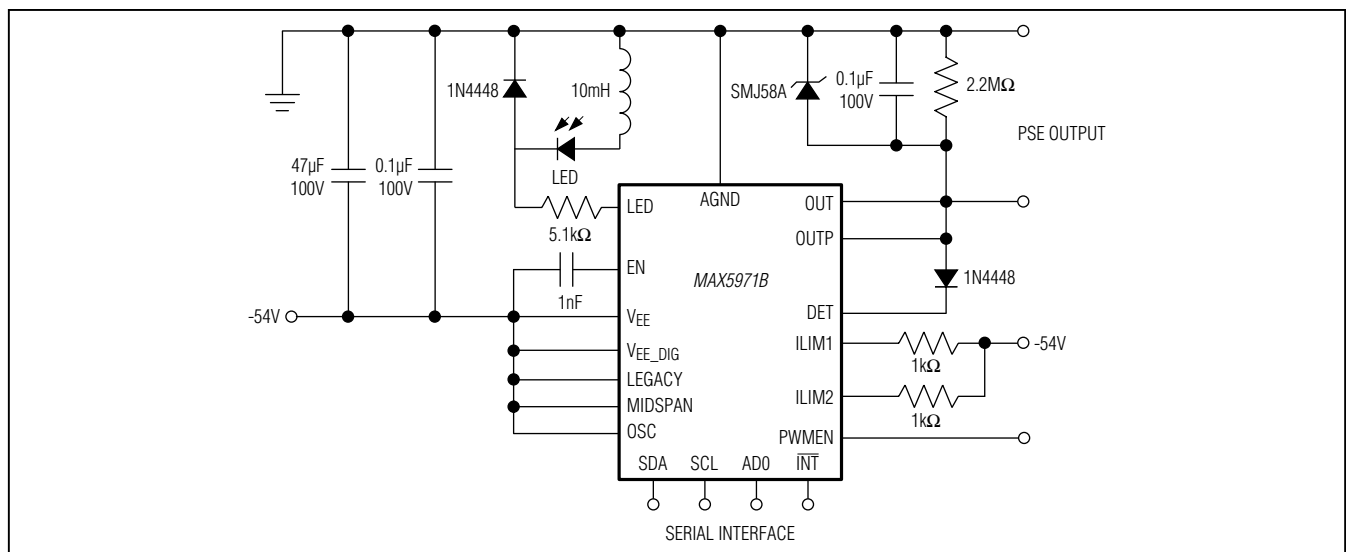 1N4448
10mH
SMJ58A
0.1µF
100V
2.2MΩ
PSE OUTPUT
47µF
100V
0.1µF
100V
LED
5.1kΩ
LED
AGND
OUT
OUTP
EN
1nF
MAX5971B
1N4448
-54V
VEE
DET
VEE_DIG
ILIM1
1kΩ
-54V
LEGACY
MIDSPAN
ILIM2
1kΩ
OSC
PWMEN
SDA SCL AD0 INT
SERIAL INTERFACE